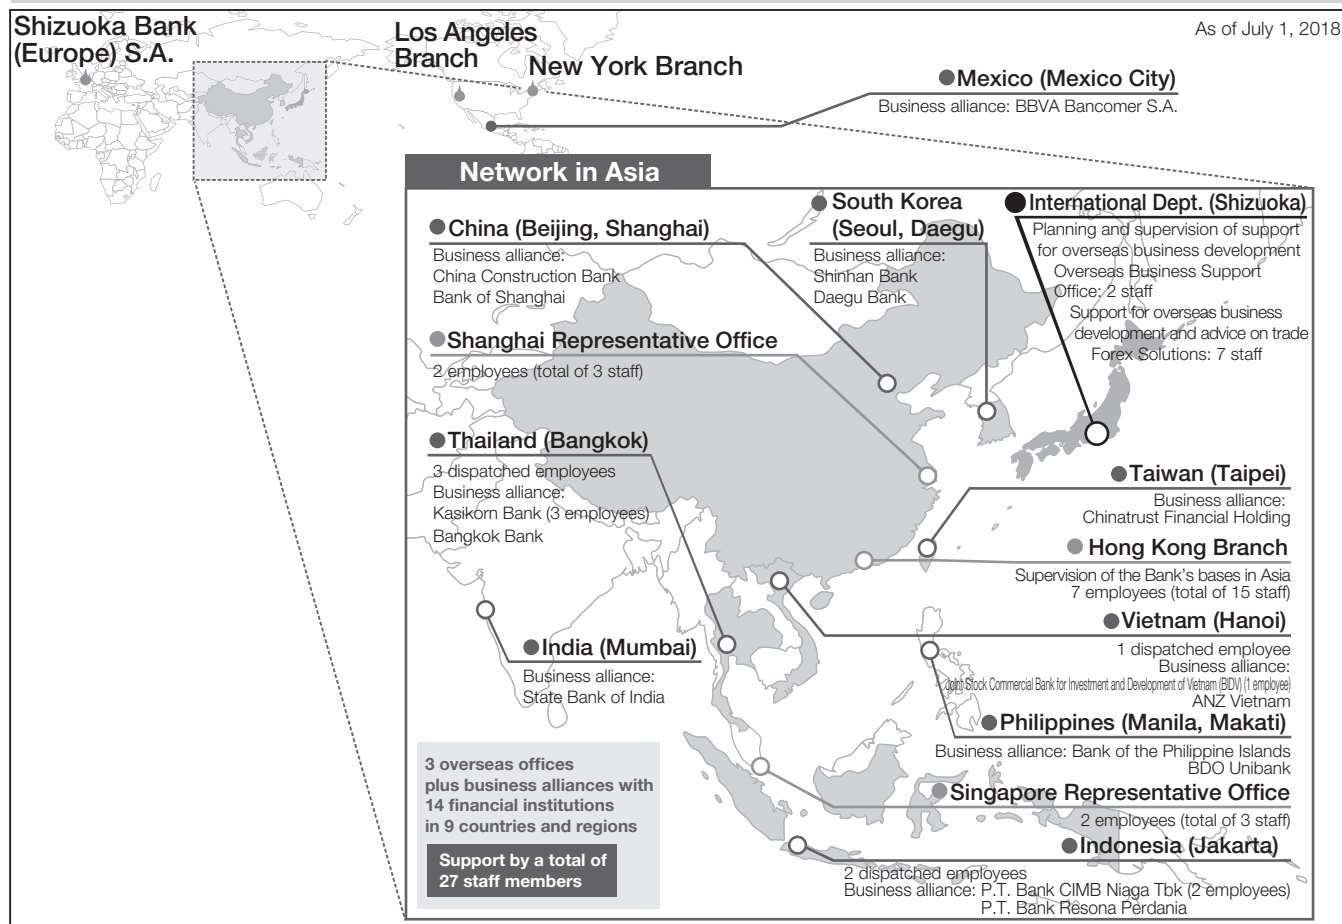 Shizuoka Bank
(Europe) S.A.
Los Angeles
Branch
New York Branch
As of July 1, 2018
Mexico (Mexico City)
Business alliance: BBVA Bancomer S.A.
Network in Asia
China (Beijing, Shanghai)
Business alliance:
China Construction Bank
Bank of Shanghai
South Korea
(Seoul, Daegu)
Business alliance:
Shinhan Bank
Daegu Bank
International Dept. (Shizuoka)
Planning and supervision of support
for overseas business development
Overseas Business Support
Office: 2 staff
Support for overseas business
development and advice on trade
Forex Solutions: 7 staff
Shanghai Representative Office
2 employees (total of 3 staff)
Thailand (Bangkok)
3 dispatched employees
Business alliance:
Kasikorn Bank (3 employees)
Bangkok Bank
Taiwan (Taipei)
Business alliance:
Chinatrust Financial Holding
Hong Kong Branch
Supervision of the Bank's bases in Asia
7 employees (total of 15 staff)
Vietnam (Hanoi)
1 dispatched employee
Business alliance:
Joint Stock Commercial Bank for Investment and Development of Vietnam (BIDV) (1 employee)
ANZ Vietnam
India (Mumbai)
Business alliance:
State Bank of India
Philippines (Manila, Makati)
Business alliance: Bank of the Philippine Islands
BDO Unibank
Singapore Representative Office
2 employees (total of 3 staff)
Indonesia (Jakarta)
2 dispatched employees
Business alliance: P.T. Bank CIMB Niaga Tbk (2 employees)
P.T. Bank Resona Perdania
3 overseas offices
plus business alliances with
14 financial institutions
in 9 countries and regions
Support by a total of
27 staff members